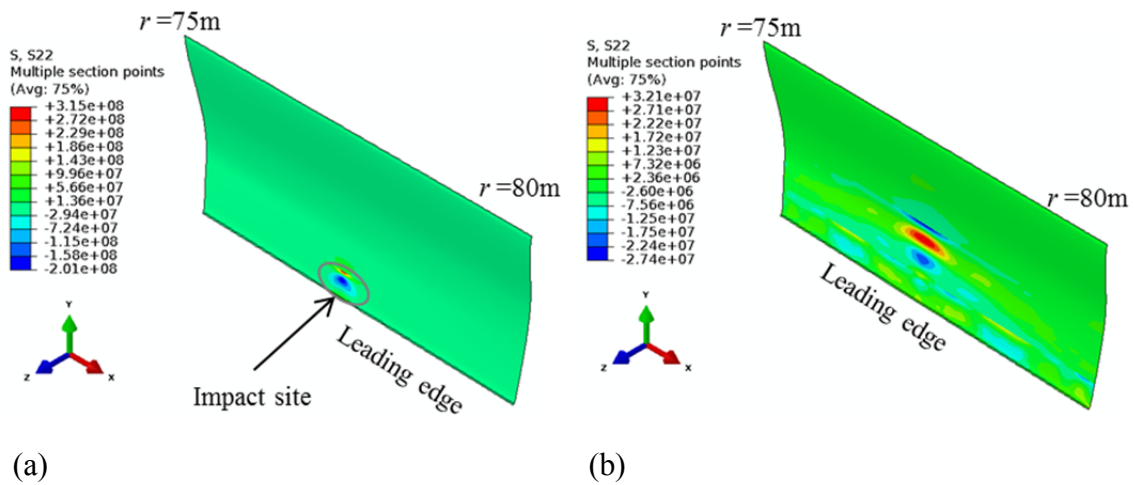 r =75m
S, S22
Multiple section points
(Avg: 75%)
+3.15e+08
+2.72e+08
+2.29e+08
+1.86e+08
+1.43e+08
+9.96e+07
+5.66e+07
+1.36e+07
-2.94e+07
-7.24e+07
-1.15e+08
-1.58e+08
-2.01e+08
r =80m
Leading edge
Impact site
Y
Z
X
(a)
r =75m
S, S22
Multiple section points
(Avg: 75%)
+3.21e+07
+2.71e+07
+2.22e+07
+1.72e+07
+1.23e+07
+7.32e+06
+2.36e+06
-2.60e+06
-7.56e+06
-1.25e+07
-1.75e+07
-2.24e+07
-2.74e+07
r =80m
Leading edge
Y
Z
X
(b)